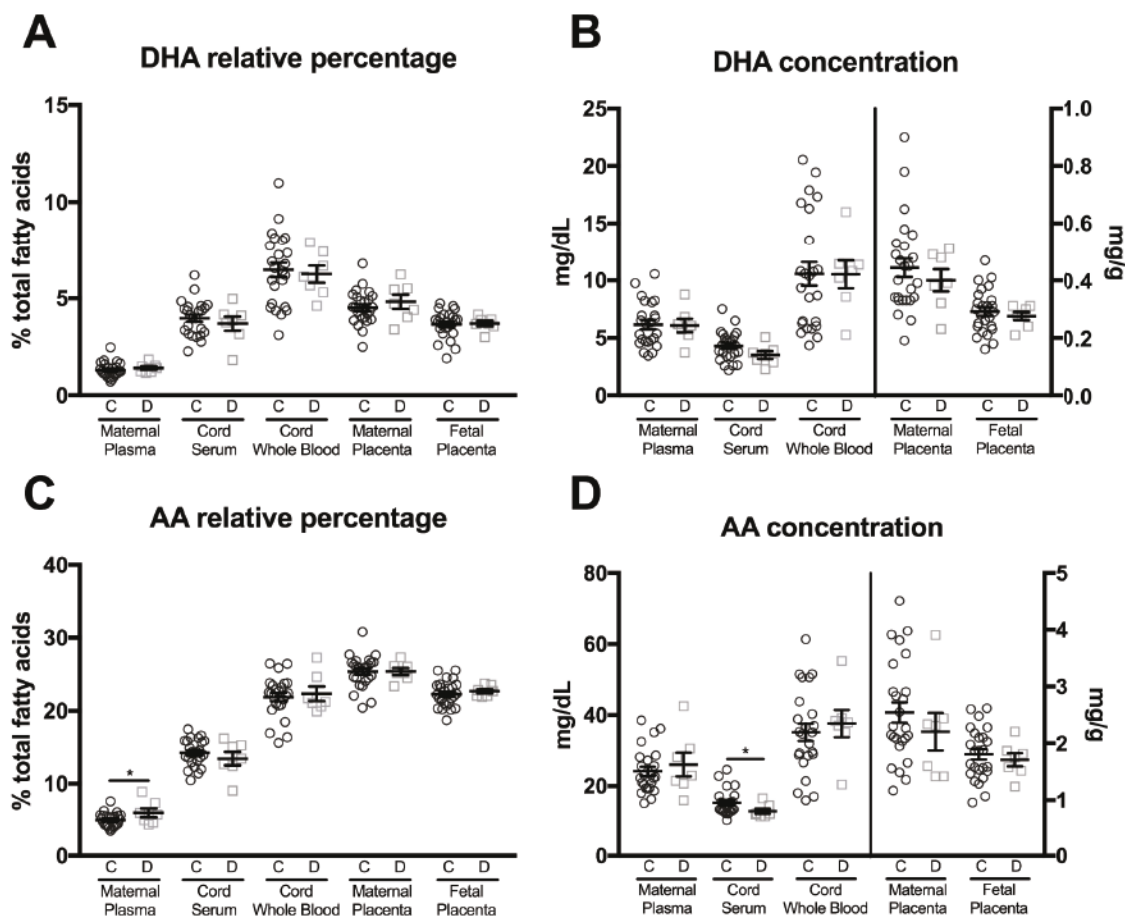 A
DHA relative percentage
% total fatty acids
15
10
5
0
C D C D C D C D C D
Maternal Plasma
Cord Serum
Cord Whole Blood
Maternal Placenta
Fetal Placenta
B
DHA concentration
mg/dL
25
20
15
10
5
0
1.0
0.8
0.6
0.4
0.2
0.0
mg/g
C D C D C D C D C D
Maternal Plasma
Cord Serum
Cord Whole Blood
Maternal Placenta
Fetal Placenta
C
AA relative percentage
% total fatty acids
40
30
20
10
0
*
C D C D C D C D C D
Maternal Plasma
Cord Serum
Cord Whole Blood
Maternal Placenta
Fetal Placenta
D
AA concentration
mg/dL
80
60
40
20
0
*
5
4
3
2
1
0
mg/g
C D C D C D C D C D
Maternal Plasma
Cord Serum
Cord Whole Blood
Maternal Placenta
Fetal Placenta